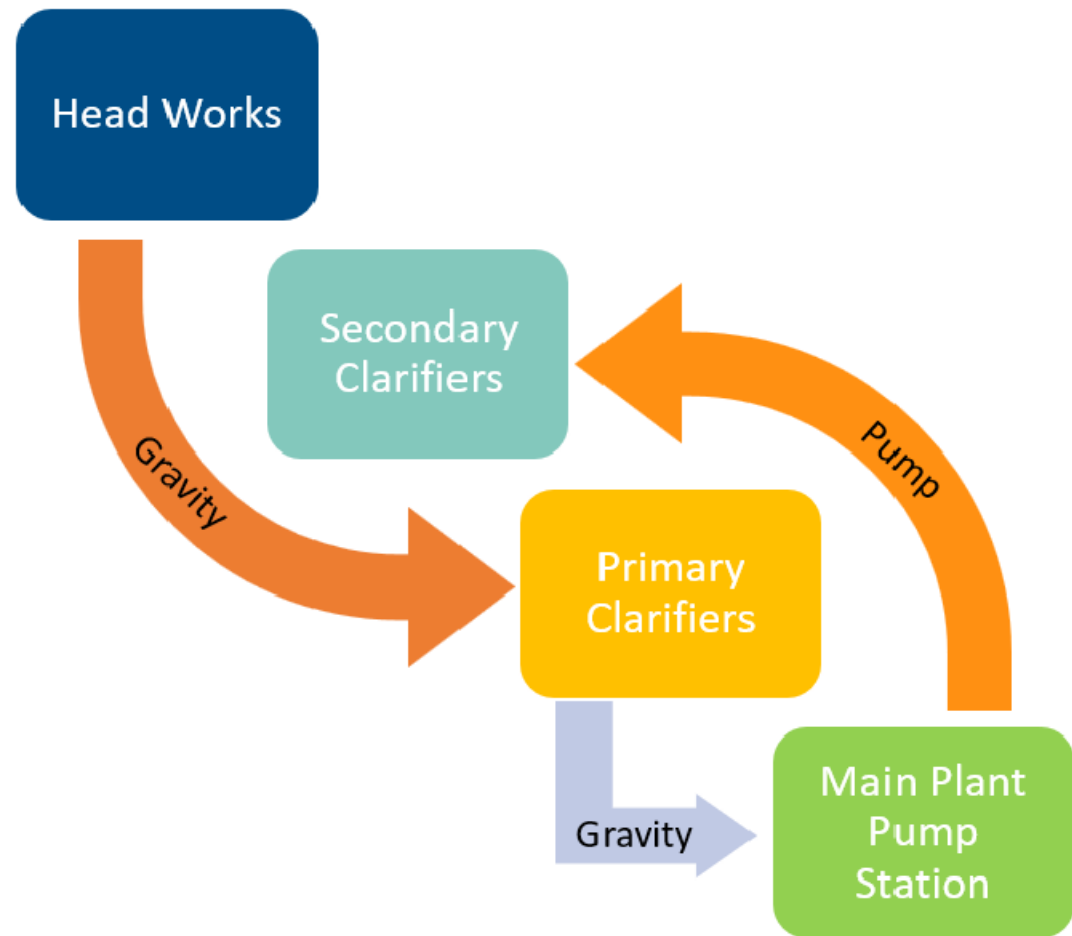 Head Works
Secondary
Clarifiers
Gravity
Pump
Primary
Clarifiers
Gravity
Main Plant
Pump
Station